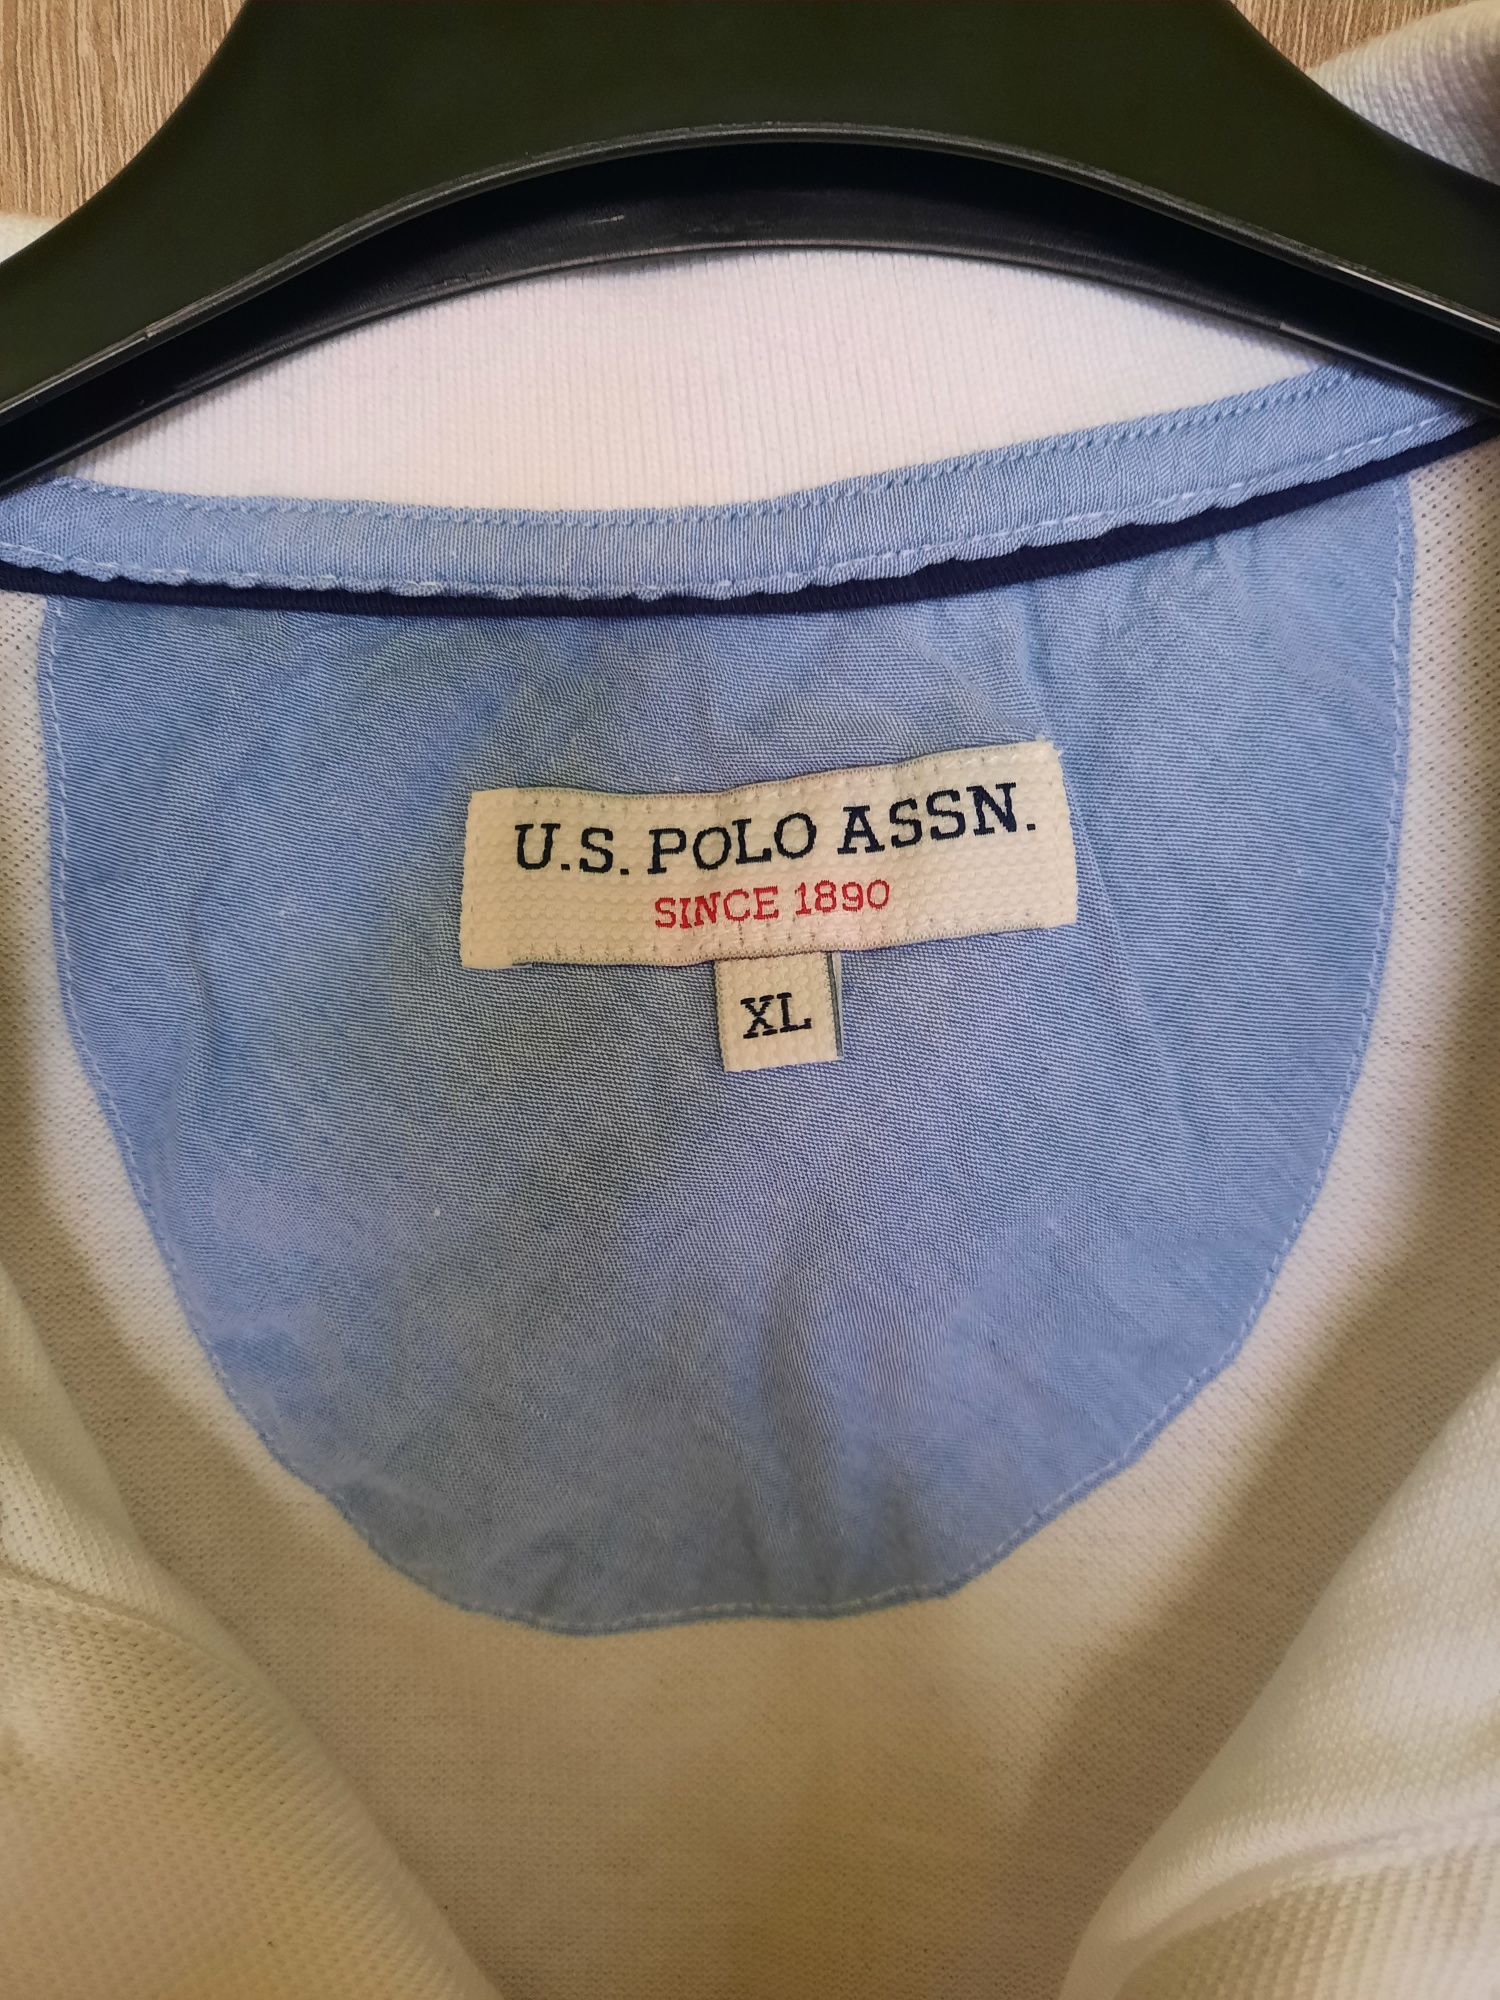 U.S. POLO ASSN.
SINCE 1890
XL